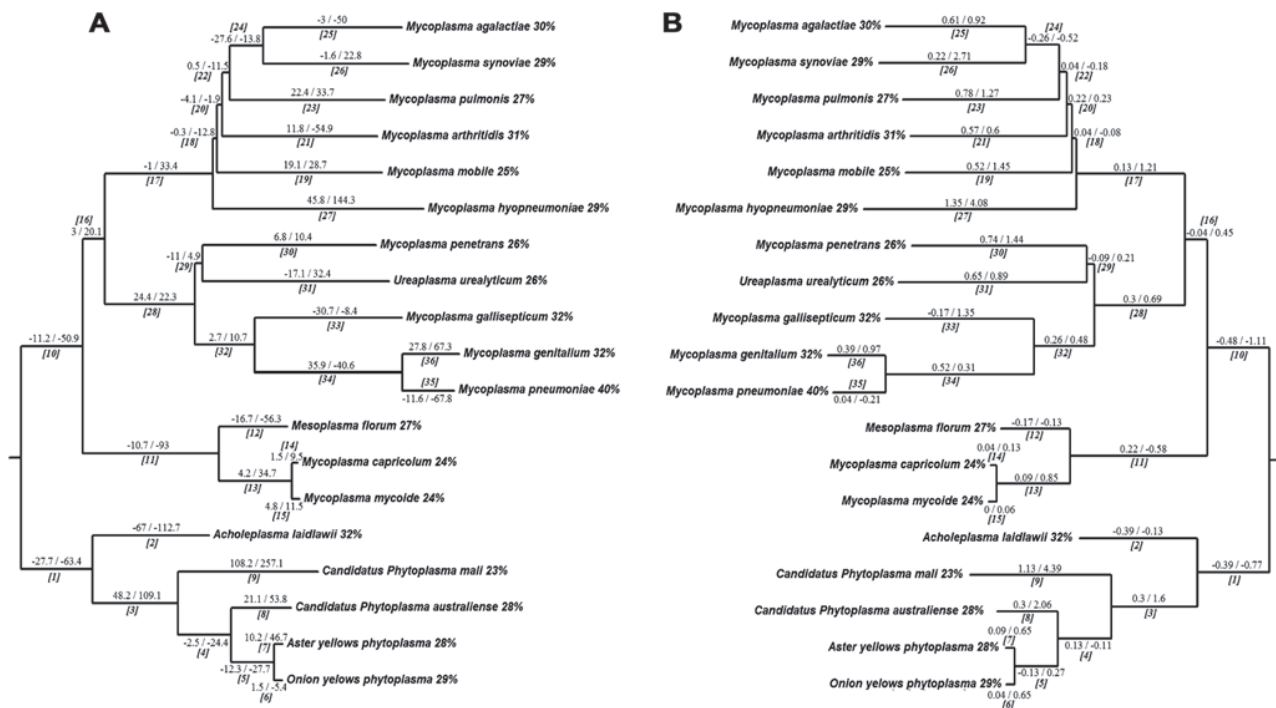 A
[24]
-3 / -50
Mycoplasma agalactiae 30%
-27.6 / -13.8
[25]
0.5 / -11.5
-1.6 / 22.8
Mycoplasma synoviae 29%
[22]
[26]
-4.1 / -1.9
22.4 / 33.7
Mycoplasma pulmonis 27%
[20]
[23]
-0.3 / -12.8
11.8 / -54.9
Mycoplasma arthritidis 31%
[18]
[21]
-1 / 33.4
19.1 / 28.7
Mycoplasma mobile 25%
[17]
[19]
45.8 / 144.3
Mycoplasma hyopneumoniae 29%
[27]
[16]
3 / 20.1
6.8 / 10.4
Mycoplasma penetrans 26%
-11 / 4.9
[30]
[29]
-17.1 / 32.4
Ureaplasma urealyticum 26%
[31]
24.4 / 22.3
[28]
-30.7 / -8.4
Mycoplasma gallisepticum 32%
[33]
2.7 / 10.7
[32]
27.8 / 67.3
Mycoplasma genitalium 32%
[36]
35.9 / -40.6
[34]
[35]
Mycoplasma pneumoniae 40%
-11.6 / -67.8
-11.2 / -50.9
[10]
-16.7 / -56.3
Mesoplasma florum 27%
[12]
-10.7 / -93
[11]
[14]
1.5 / 9.5
Mycoplasma capricolum 24%
4.2 / 34.7
[13]
Mycoplasma mycoide 24%
4.8 / 11.5
[15]
-67 / -112.7
Acholeplasma laidlawii 32%
[2]
-27.7 / -63.4
[1]
108.2 / 257.1
Candidatus Phytoplasma mali 23%
[9]
48.2 / 109.1
[3]
21.1 / 53.8
Candidatus Phytoplasma australiense 28%
[8]
-2.5 / -24.4
[4]
10.2 / 46.7
Aster yellows phytoplasma 28%
[7]
-12.3 / -27.7
[5]
Onion yelows phytoplasma 29%
1.5 / -5.4
[6]
B
Mycoplasma agalactiae 30%
0.61 / 0.92
[24]
[25]
-0.26 / -0.52
Mycoplasma synoviae 29%
0.22 / 2.71
0.04 / -0.18
[26]
[22]
Mycoplasma pulmonis 27%
0.78 / 1.27
0.22 / 0.23
[23]
[20]
Mycoplasma arthritidis 31%
0.57 / 0.6
0.04 / -0.08
[21]
[18]
Mycoplasma mobile 25%
0.52 / 1.45
0.13 / 1.21
[19]
[17]
Mycoplasma hyopneumoniae 29%
1.35 / 4.08
[27]
[16]
-0.04 / 0.45
Mycoplasma penetrans 26%
0.74 / 1.44
[30]
-0.09 / 0.21
[29]
Ureaplasma urealyticum 26%
0.65 / 0.89
[31]
0.3 / 0.69
[28]
Mycoplasma gallisepticum 32%
-0.17 / 1.35
[33]
0.26 / 0.48
[32]
Mycoplasma genitalium 32%
0.39 / 0.97
[36]
0.52 / 0.31
[34]
Mycoplasma pneumoniae 40%
[35]
0.04 / -0.21
-0.48 / -1.11
[10]
Mesoplasma florum 27%
-0.17 / -0.13
[12]
0.22 / -0.58
[11]
0.04 / 0.13
[14]
Mycoplasma capricolum 24%
0.09 / 0.85
[13]
Mycoplasma mycoide 24%
0 / 0.06
[15]
Acholeplasma laidlawii 32%
-0.39 / -0.13
[2]
-0.39 / -0.77
[1]
Candidatus Phytoplasma mali 23%
1.13 / 4.39
[9]
0.3 / 1.6
[3]
Candidatus Phytoplasma australiense 28%
0.3 / 2.06
[8]
0.13 / -0.11
[4]
0.09 / 0.65
[7]
Aster yellows phytoplasma 28%
-0.13 / 0.27
[5]
Onion yelows phytoplasma 29%
0.04 / 0.65
[6]